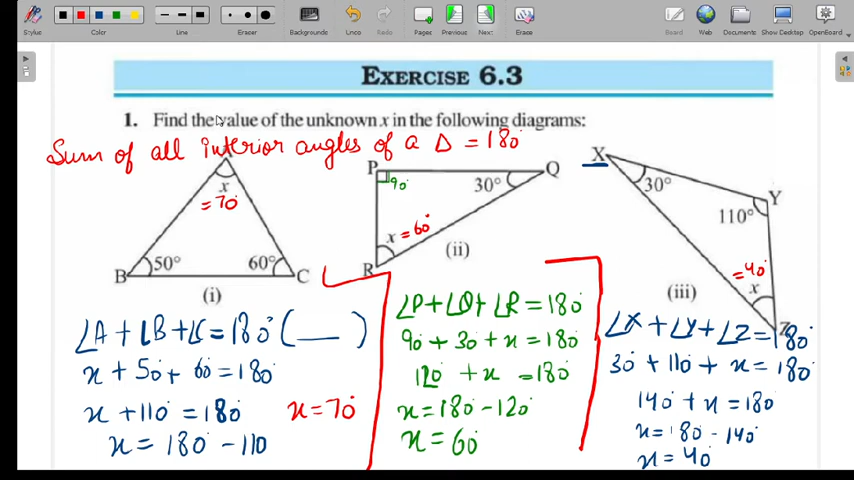 Stylus
Color
Line
Eraser
Backgrounds
Undo
Redo
Pages
Previous
Next
Erase
Board
Web
Documents
Show Desktop
OpenBoard
EXERCISE 6.3
1. Find the value of the unknown x in the following diagrams:
Sum of all interior angles of a Δ = 180°
x
= 70°
50°
60°
B
C
(i)
P
Q
90°
30°
x = 60°
R
(ii)
X
30°
Y
110°
= 40°
x
Z
(iii)
∠A + ∠B + ∠C = 180° ( __ )
x + 50° + 60° = 180°
x + 110° = 180°
x = 180° - 110
x = 70°
∠P + ∠Q + ∠R = 180°
90° + 30° + x = 180°
120° + x = 180°
x = 180° - 120°
x = 60°
∠X + ∠Y + ∠Z = 180°
30° + 110° + x = 180°
140° + x = 180°
x = 180° - 140°
x = 40°